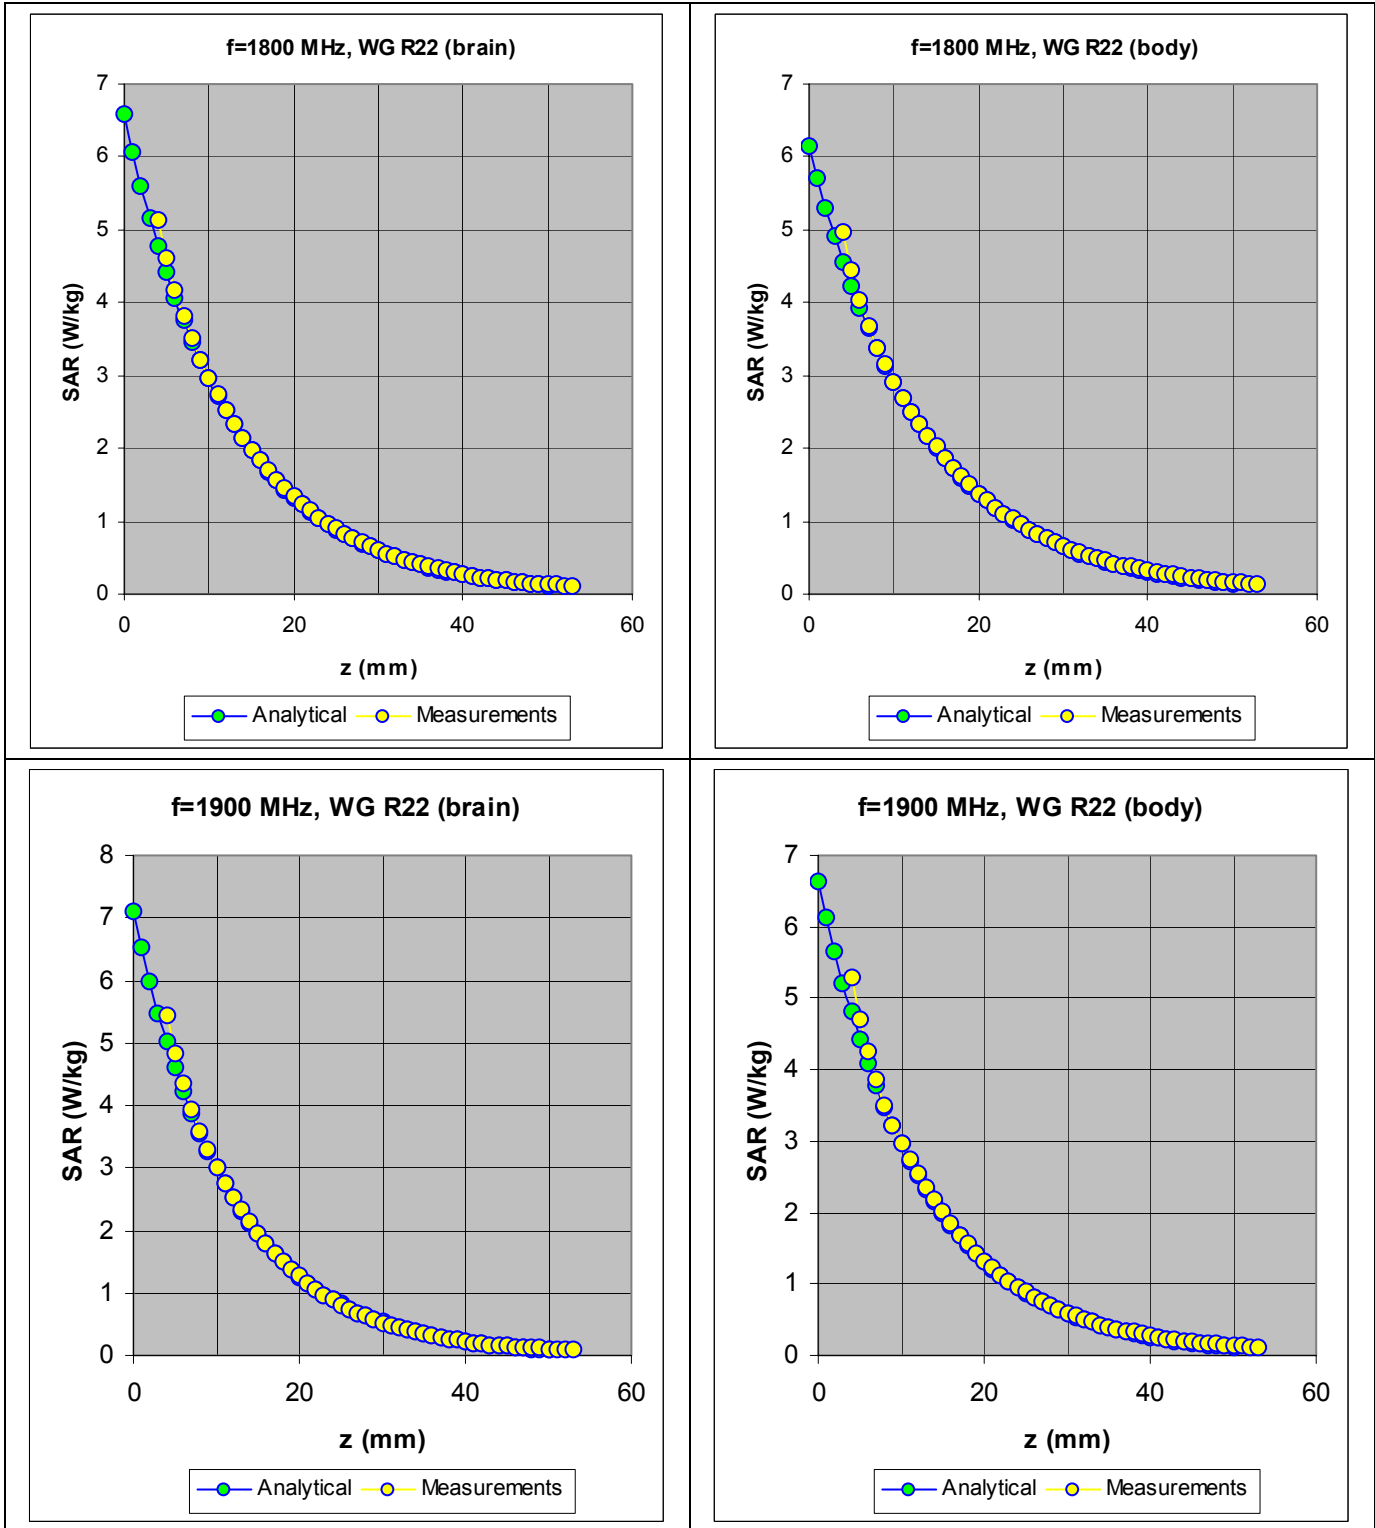 f=1800 MHz, WG R22 (brain)
7
6
5
4
3
2
1
0
SAR (W/kg)
0 20 40 60
z (mm)
Analytical Measurements
f=1800 MHz, WG R22 (body)
7
6
5
4
3
2
1
0
SAR (W/kg)
0 20 40 60
z (mm)
Analytical Measurements
f=1900 MHz, WG R22 (brain)
8
7
6
5
4
3
2
1
0
SAR (W/kg)
0 20 40 60
z (mm)
Analytical Measurements
f=1900 MHz, WG R22 (body)
7
6
5
4
3
2
1
0
SAR (W/kg)
0 20 40 60
z (mm)
Analytical Measurements